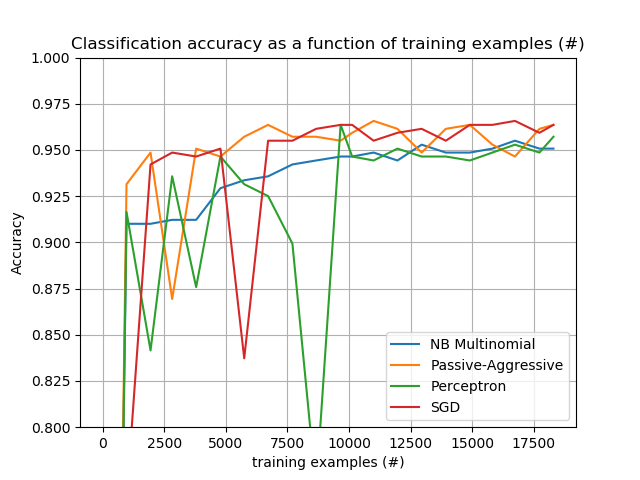 Classification accuracy as a function of training examples (#)
1.000
0.975
0.950
0.925
0.900
0.875
0.850
0.825
0.800
Accuracy
NB Multinomial
Passive-Aggressive
Perceptron
SGD
0 2500 5000 7500 10000 12500 15000 17500
training examples (#)